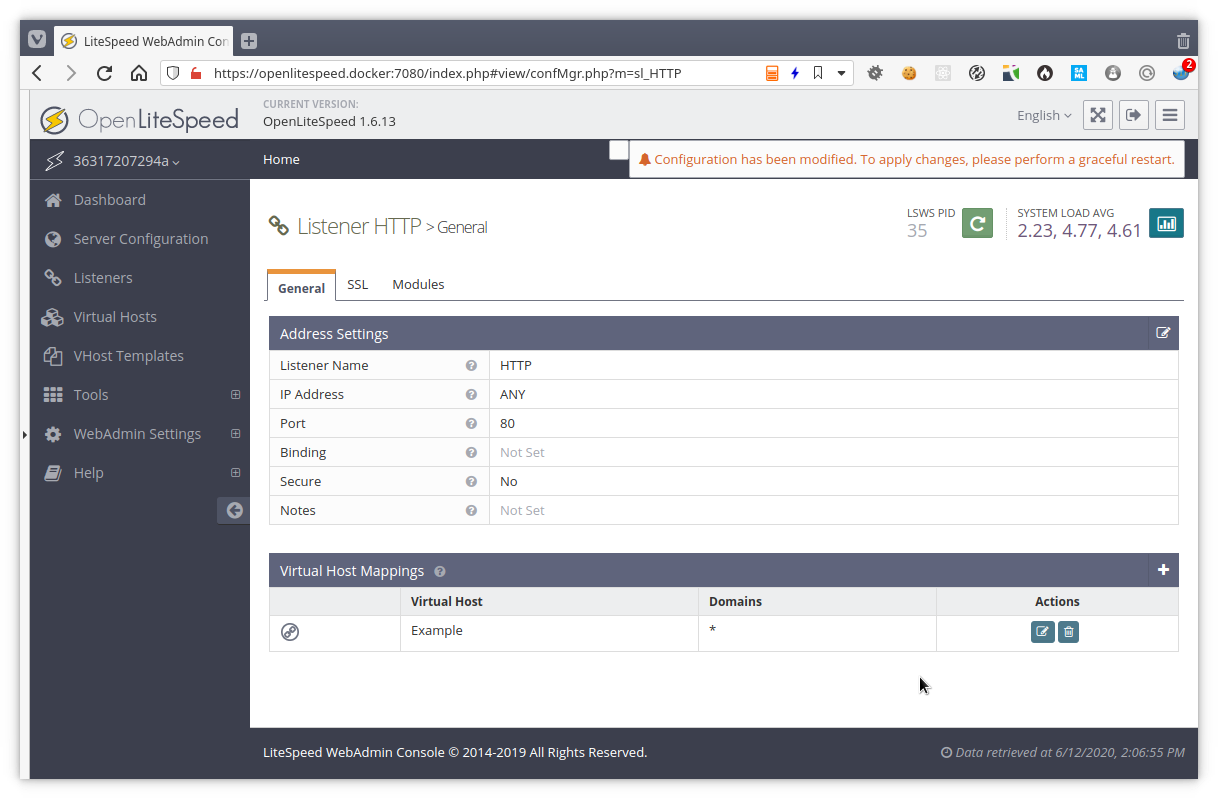 LiteSpeed WebAdmin Con
https://openlitespeed.docker:7080/index.php#view/confMgr.php?m=sl_HTTP
SA
ML
2
OpenLiteSpeed
CURRENT VERSION:
OpenLiteSpeed 1.6.13
English
36317207294a
Home
Configuration has been modified. To apply changes, please perform a graceful restart.
Dashboard
Server Configuration
Listeners
Virtual Hosts
VHost Templates
Tools
WebAdmin Settings
Help
Listener HTTP > General
LSWS PID
35
SYSTEM LOAD AVG
2.23, 4.77, 4.61
General SSL Modules
Address Settings
Listener Name HTTP
IP Address ANY
Port 80
Binding Not Set
Secure No
Notes Not Set
Virtual Host Mappings
Virtual Host Domains Actions
Example *
LiteSpeed WebAdmin Console © 2014-2019 All Rights Reserved.
Data retrieved at 6/12/2020, 2:06:55 PM